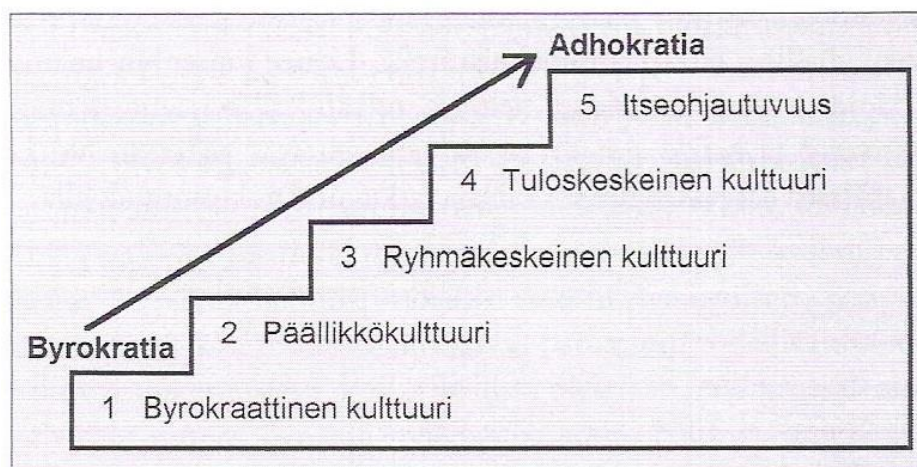 Adhokratia
5 Itseohjautuvuus
4 Tuloskeskeinen kulttuuri
3 Ryhmäkeskeinen kulttuuri
2 Päällikkökulttuuri
Byrokratia
1 Byrokraattinen kulttuuri